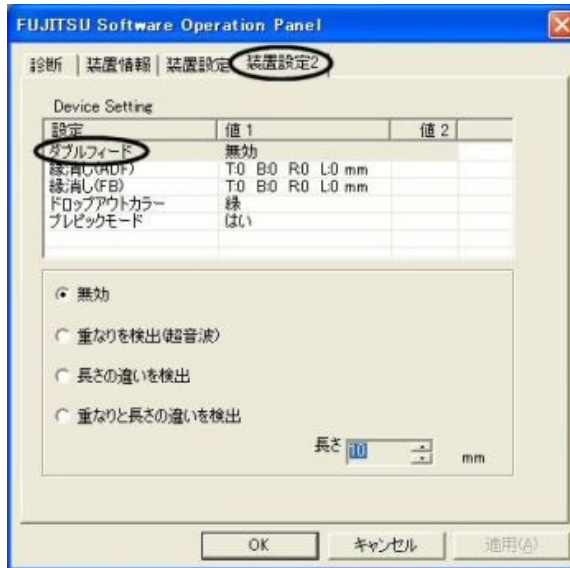 FUJITSU Software Operation Panel
診断 装置情報 装置設定 装置設定2
Device Setting
設定 値 1 値 2
ダブルフィード 無効
縁消し(ADF) T:0 B:0 R:0 L:0 mm
縁消し(FB) T:0 B:0 R:0 L:0 mm
ドロップアウトカラー 緑
プレピックモード はい
無効
重なりを検出(超音波)
長さの違いを検出
重なりと長さの違いを検出
長さ 10 mm
OK キャンセル 適用(A)